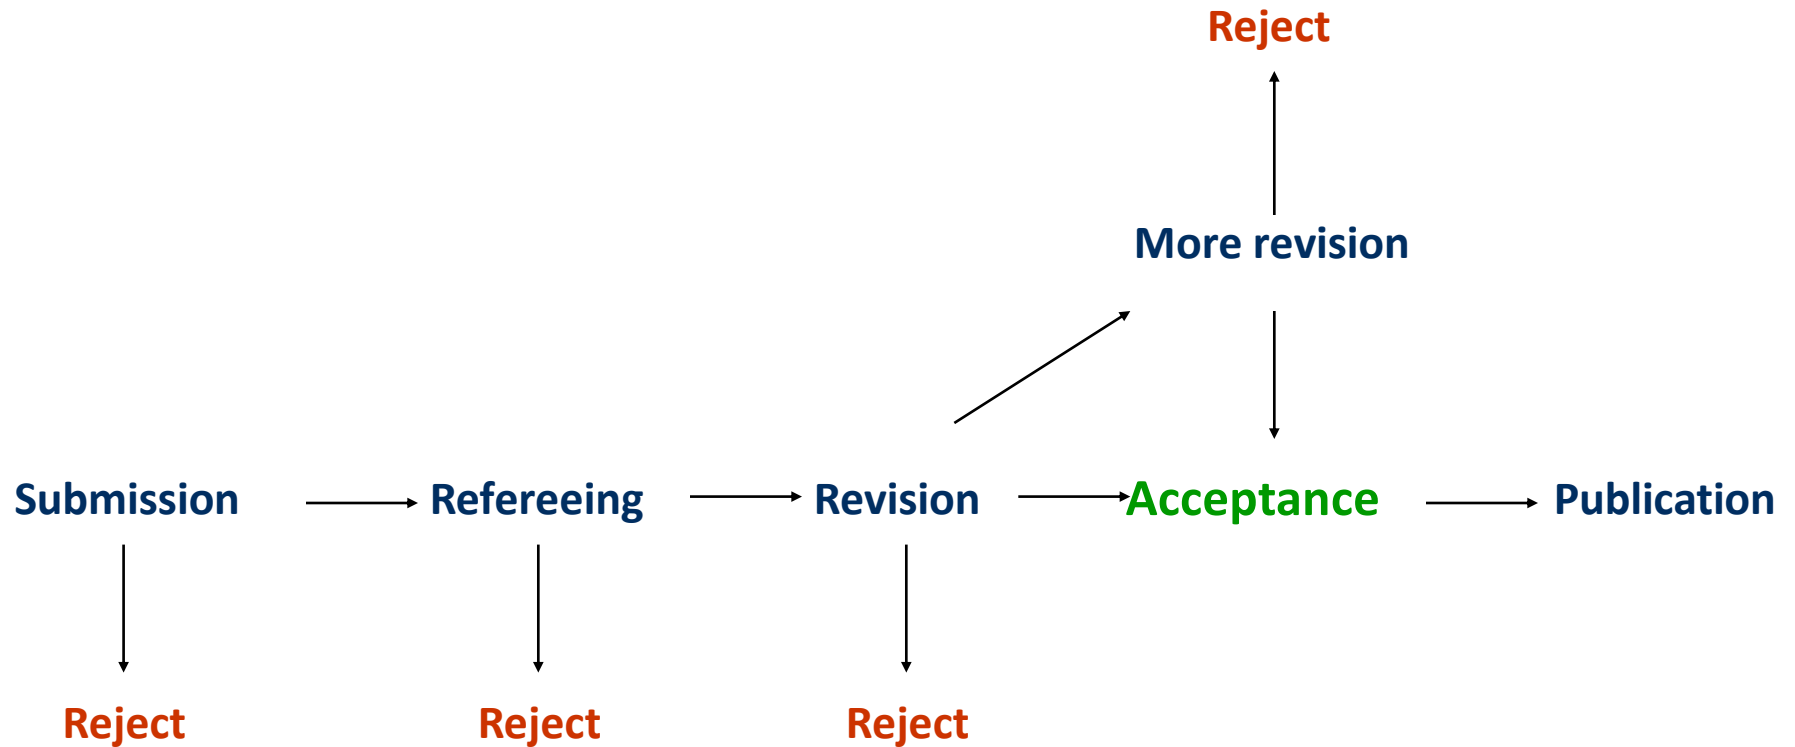 Reject
More revision
Submission
Refereeing
Revision
Acceptance
Publication
Reject
Reject
Reject